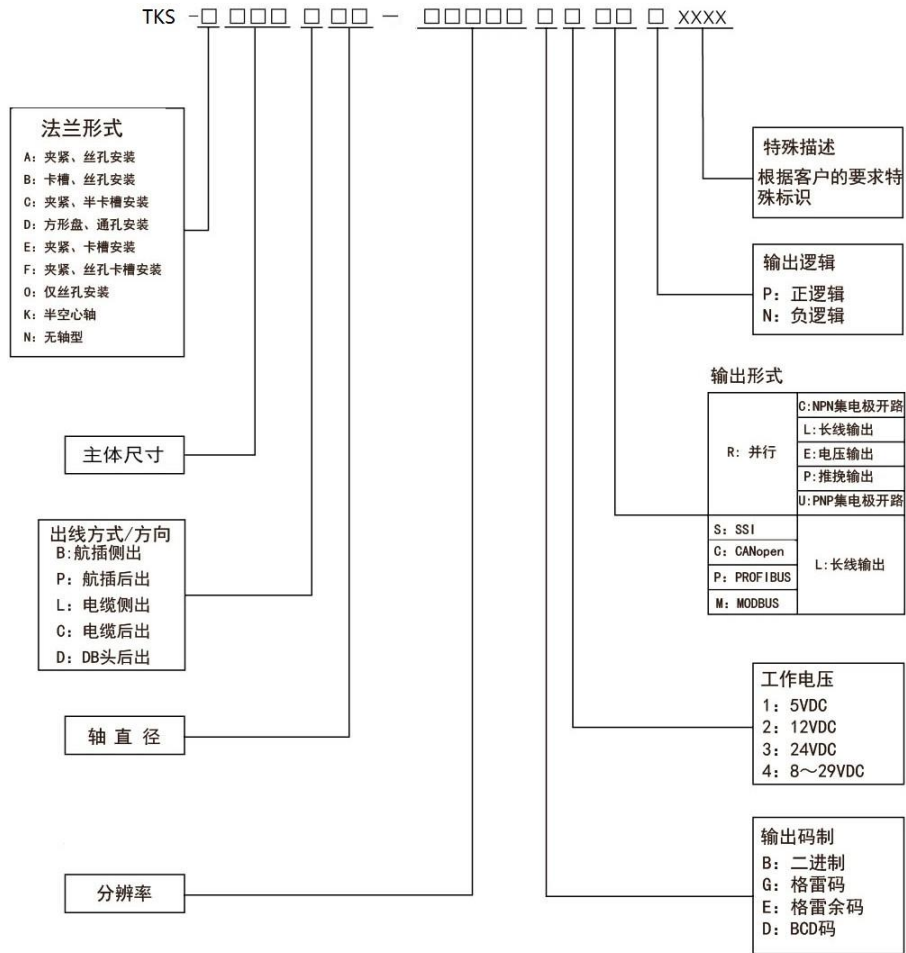 TKS -□ □□□ □ □□ — □□□□□ □ □ □□ □ XXXX
法兰形式
A: 夹紧、丝孔安装
B: 卡槽、丝孔安装
C: 夹紧、半卡槽安装
D: 方形盘、通孔安装
E: 夹紧、卡槽安装
F: 夹紧、丝孔卡槽安装
O: 仅丝孔安装
K: 半空心轴
N: 无轴型
主体尺寸
出线方式/方向
B:航插侧出
P: 航插后出
L: 电缆侧出
C: 电缆后出
D: DB头后出
轴 直 径
分辨率
特殊描述
根据客户的要求特
殊标识
输出逻辑
P: 正逻辑
N: 负逻辑
输出形式
R: 并行
C:NPN集电极开路
L:长线输出
E:电压输出
P:推挽输出
U:PNP集电极开路
S: SSI
C: CANopen
P: PROFIBUS
M: MODBUS
L:长线输出
工作电压
1: 5VDC
2: 12VDC
3: 24VDC
4: 8～29VDC
输出码制
B: 二进制
G: 格雷码
E: 格雷余码
D: BCD码